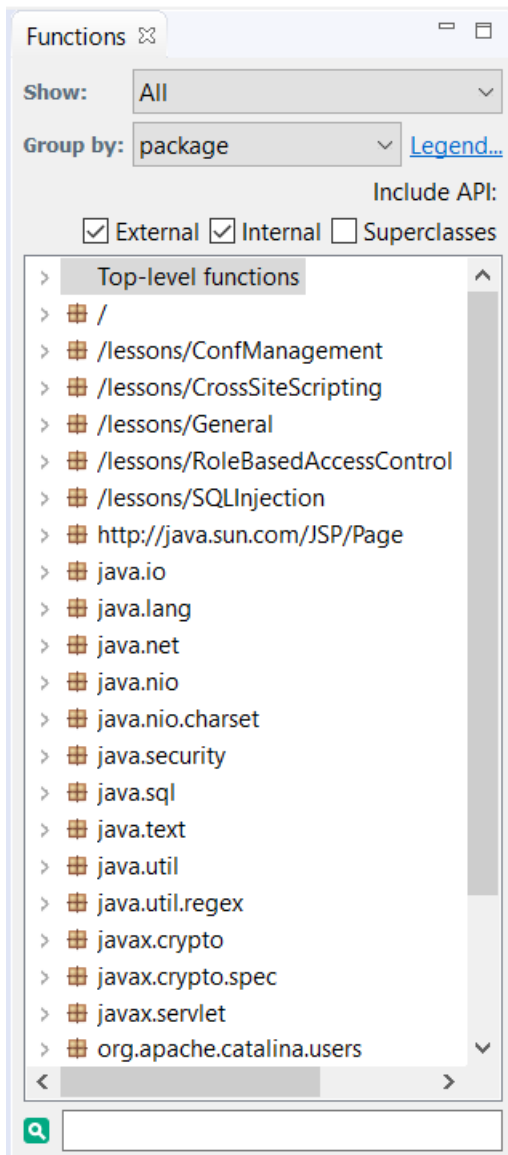 Functions
Show: All
Group by: package Legend...
Include API:
External Internal Superclasses
Top-level functions
/
/lessons/ConfManagement
/lessons/CrossSiteScripting
/lessons/General
/lessons/RoleBasedAccessControl
/lessons/SQLInjection
http://java.sun.com/JSP/Page
java.io
java.lang
java.net
java.nio
java.nio.charset
java.security
java.sql
java.text
java.util
java.util.regex
javax.crypto
javax.crypto.spec
javax.servlet
org.apache.catalina.users